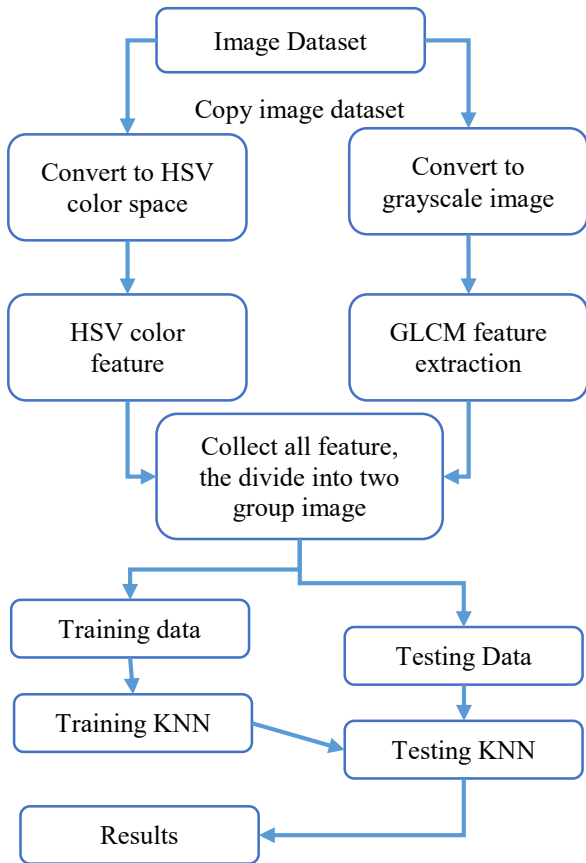 Image Dataset
Copy image dataset
Convert to HSV
color space
Convert to
grayscale image
HSV color
feature
GLCM feature
extraction
Collect all feature,
the divide into two
group image
Training data
Testing Data
Training KNN
Testing KNN
Results